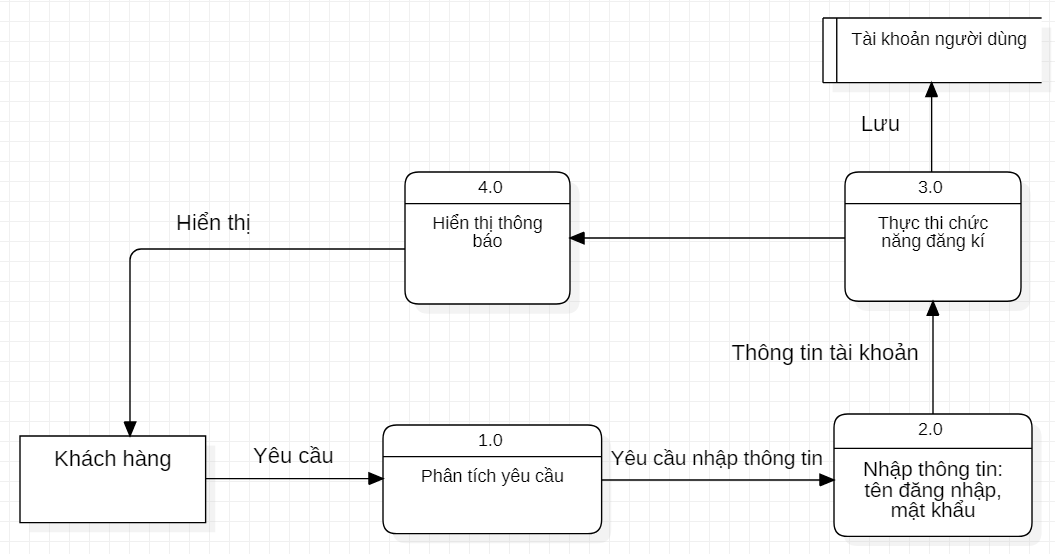 Tài khoản người dùng
Lưu
4.0
Hiển thị thông
báo
3.0
Thực thi chức
năng đăng kí
Hiển thị
Thông tin tài khoản
Khách hàng
Yêu cầu
1.0
Phân tích yêu cầu
Yêu cầu nhập thông tin
2.0
Nhập thông tin:
tên đăng nhập,
mật khẩu